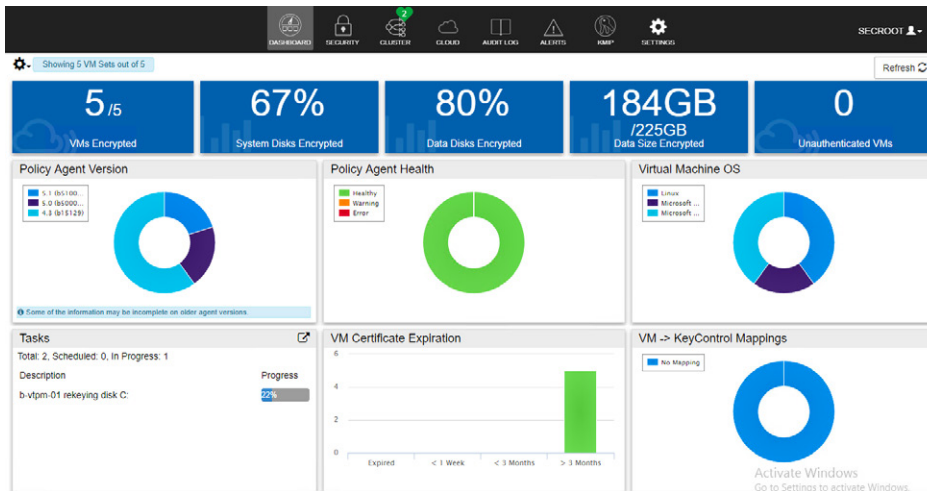 2
DASHBOARD SECURITY CLUSTER CLOUD AUDIT LOG ALERTS KMIP SETTINGS
SECROOT
Showing 5 VM Sets out of 5
Refresh
5 /5
VMs Encrypted
67%
System Disks Encrypted
80%
Data Disks Encrypted
184GB
/225GB
Data Size Encrypted
0
Unauthenticated VMs
Policy Agent Version
5.1 (b5100...
5.0 (b5000...
4.3 (b15129)
Some of the information may be incomplete on older agent versions.
Policy Agent Health
Healthy
Warning
Error
Virtual Machine OS
Linux
Microsoft ...
Microsoft ...
Tasks
Total: 2, Scheduled: 0, In Progress: 1
Description Progress
b-vtpm-01 rekeying disk C: 22%
VM Certificate Expiration
6
4
2
0
Expired < 1 Week < 3 Months > 3 Months
VM -> KeyControl Mappings
No Mapping
Activate Windows
Go to Settings to activate Windows.